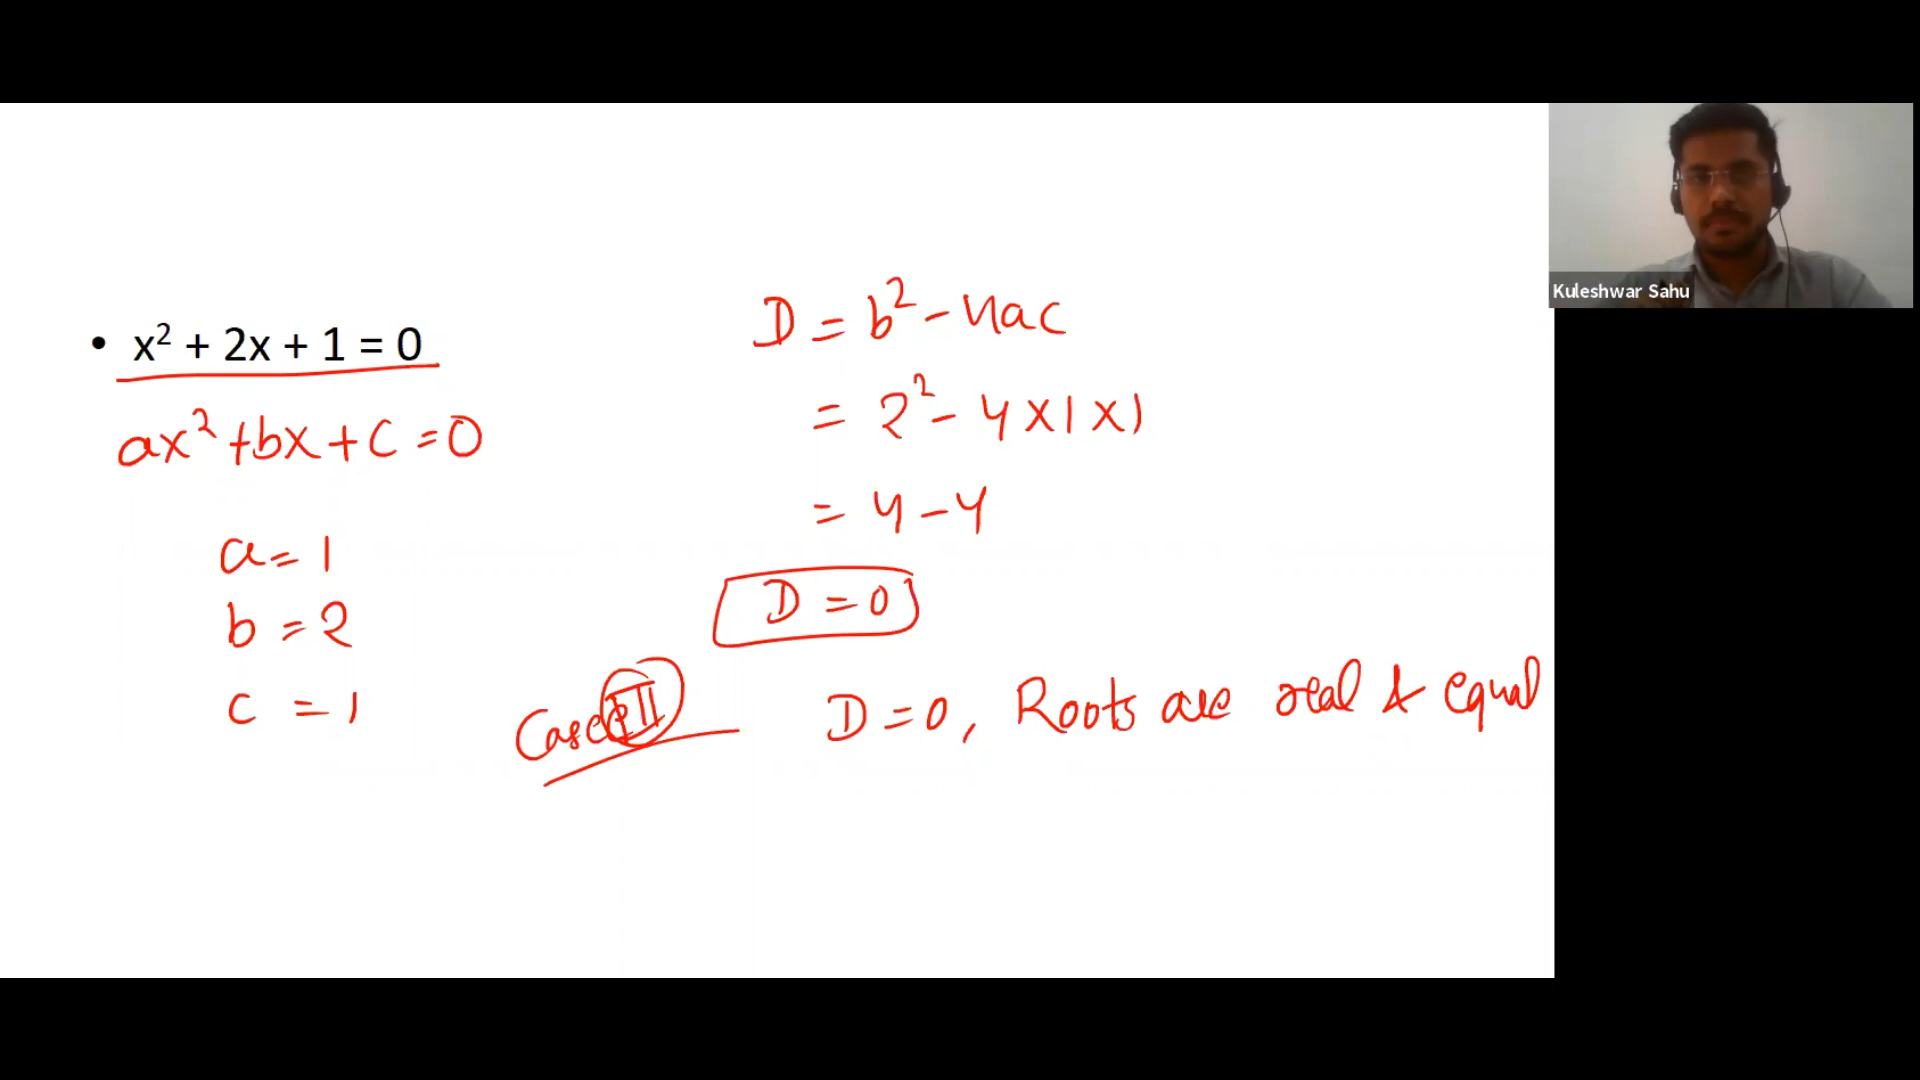 • x² + 2x + 1 = 0
ax² + bx + c = 0
a = 1
b = 2
c = 1
D = b² - 4ac
= 2² - 4 x 1 x 1
= 4 - 4
D = 0
Case II
D = 0, Roots are real & equal
Kuleshwar Sahu